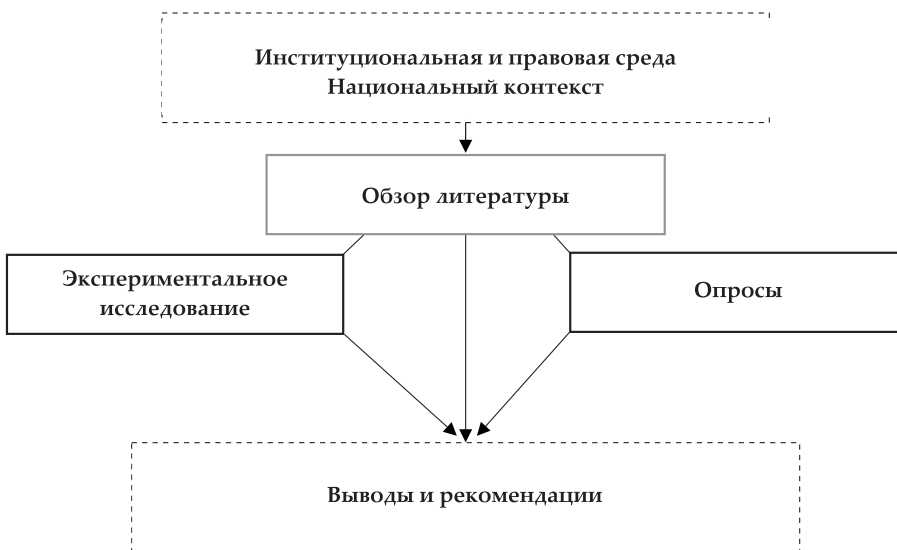 Институциональная и правовая среда
Национальный контекст
Обзор литературы
Экспериментальное
исследование
Опросы
Выводы и рекомендации